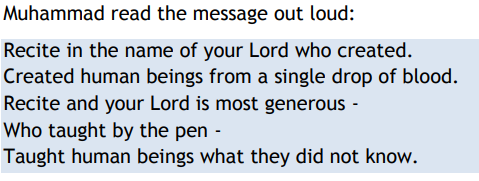 Muhammad read the message out loud:
Recite in the name of your Lord who created.
Created human beings from a single drop of blood.
Recite and your Lord is most generous -
Who taught by the pen -
Taught human beings what they did not know.